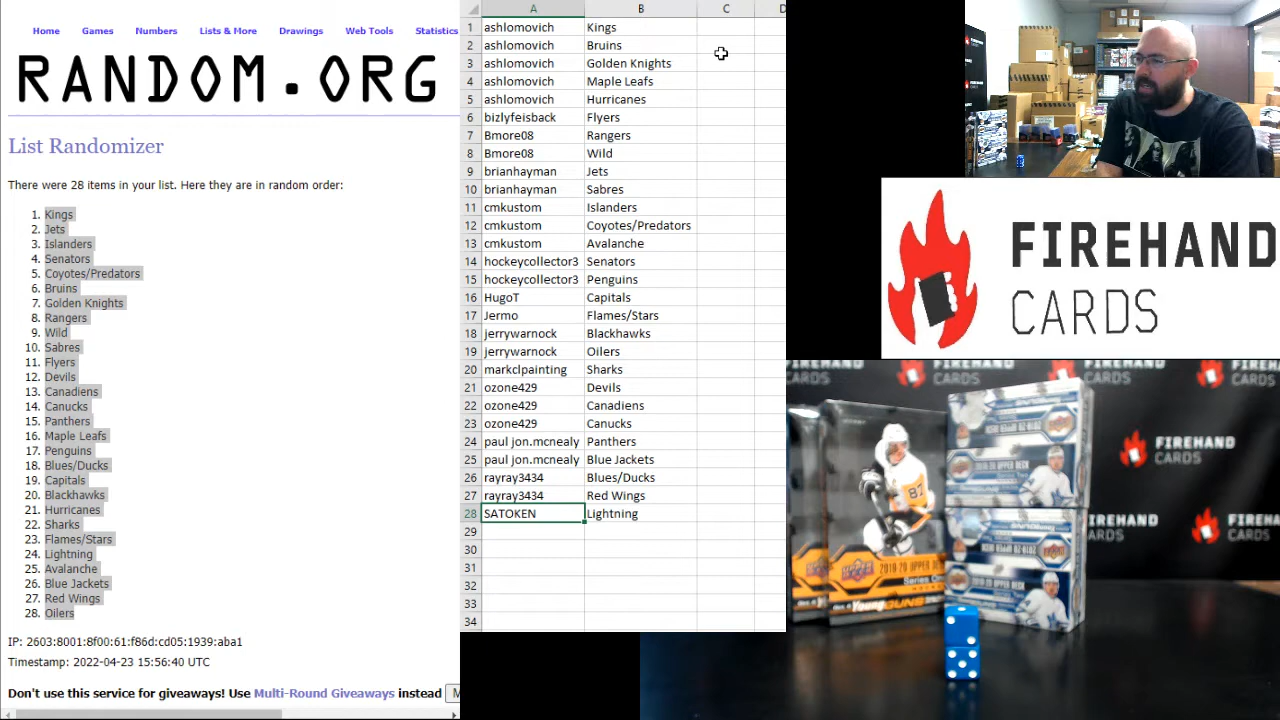 Home Games Numbers Lists & More Drawings Web Tools Statistics
RANDOM.ORG
List Randomizer
There were 28 items in your list. Here they are in random order:
1. Kings
2. Jets
3. Islanders
4. Senators
5. Coyotes/Predators
6. Bruins
7. Golden Knights
8. Rangers
9. Wild
10. Sabres
11. Flyers
12. Devils
13. Canadiens
14. Canucks
15. Panthers
16. Maple Leafs
17. Penguins
18. Blues/Ducks
19. Capitals
20. Blackhawks
21. Hurricanes
22. Sharks
23. Flames/Stars
24. Lightning
25. Avalanche
26. Blue Jackets
27. Red Wings
28. Oilers
IP: 2603:8001:8f00:61:f86d:cd05:1939:aba1
Timestamp: 2022-04-23 15:56:40 UTC
Don't use this service for giveaways! Use Multi-Round Giveaways instead
A B C D
1 ashlomovich Kings
2 ashlomovich Bruins
3 ashlomovich Golden Knights
4 ashlomovich Maple Leafs
5 ashlomovich Hurricanes
6 bizlyfeisback Flyers
7 Bmore08 Rangers
8 Bmore08 Wild
9 brianhayman Jets
10 brianhayman Sabres
11 cmkustom Islanders
12 cmkustom Coyotes/Predators
13 cmkustom Avalanche
14 hockeycollector3 Senators
15 hockeycollector3 Penguins
16 HugoT Capitals
17 Jermo Flames/Stars
18 jerrywarnock Blackhawks
19 jerrywarnock Oilers
20 markclpainting Sharks
21 ozone429 Devils
22 ozone429 Canadiens
23 ozone429 Canucks
24 paul jon.mcnealy Panthers
25 paul jon.mcnealy Blue Jackets
26 rayray3434 Blues/Ducks
27 rayray3434 Red Wings
28 SATOKEN Lightning
29
30
31
32
33
34
FIREHAND
CARDS
FIREHAND
CARDS
FIREHAND
CARDS
FIREHAND
CARDS
87
2019-20 UPPER DECK
Young GUNS